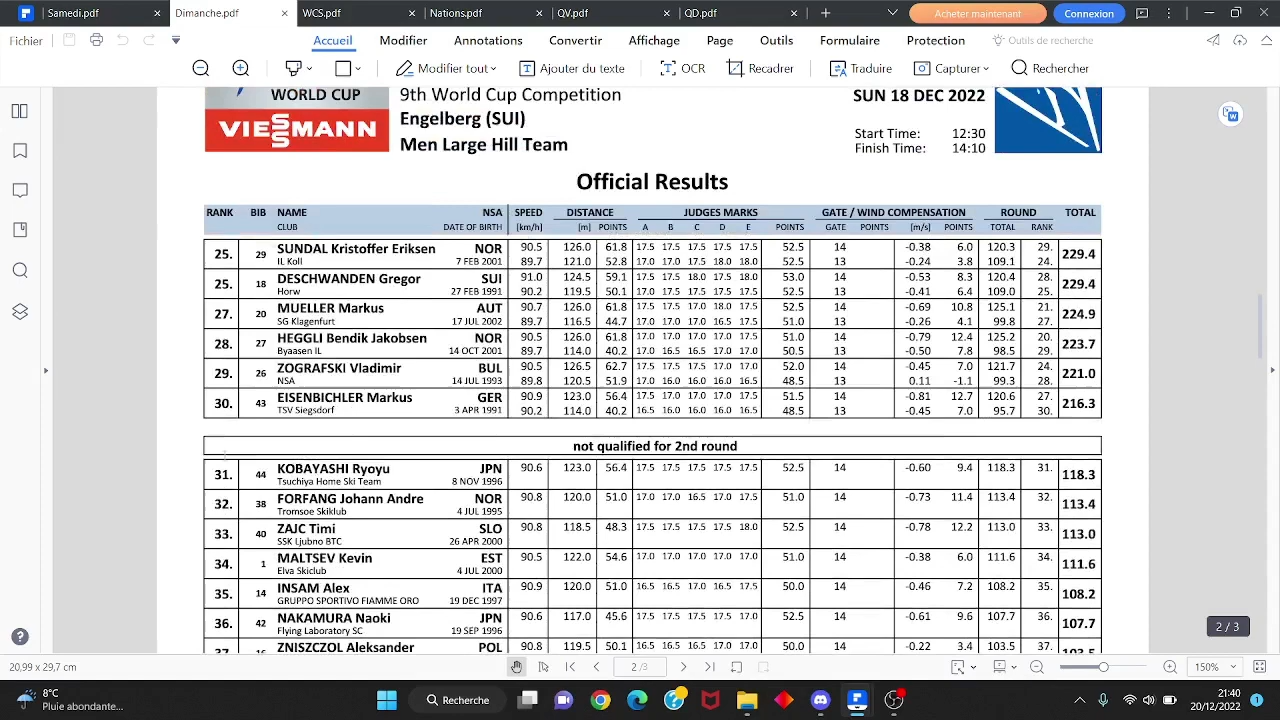 Samedi.pdf × Dimanche.pdf × WCS.pdf × Nations.pdf × QV.pdf × QD.pdf × + Acheter maintenant Connexion
Fichier Accueil Modifier Annotations Convertir Affichage Page Outils Formulaire Protection Outils de recherche
Modifier tout Ajouter du texte OCR Recadrer Traduire Capturer Rechercher
WORLD CUP
VIESSMANN
9th World Cup Competition
Engelberg (SUI)
Men Large Hill Team
SUN 18 DEC 2022
Start Time: 12:30
Finish Time: 14:10
Official Results
RANK BIB NAME NSA SPEED DISTANCE JUDGES MARKS GATE / WIND COMPENSATION ROUND TOTAL
CLUB DATE OF BIRTH [km/h] [m] POINTS A B C D E POINTS GATE POINTS [m/s] POINTS TOTAL RANK
25. 29 SUNDAL Kristoffer Eriksen NOR 90.5 126.0 61.8 17.5 17.5 17.5 17.5 17.5 52.5 14 -0.38 6.0 120.3 29. 229.4
IL Koll 7 FEB 2001 89.7 121.0 52.8 17.0 17.0 17.5 18.0 18.0 52.5 13 -0.24 3.8 109.1 24.
25. 18 DESCHWANDEN Gregor SUI 91.0 124.5 59.1 17.5 17.5 18.0 17.5 18.0 53.0 14 -0.53 8.3 120.4 28. 229.4
Horw 27 FEB 1991 90.2 119.5 50.1 17.5 17.5 17.5 17.5 17.5 52.5 13 -0.41 6.4 109.0 25.
27. 20 MUELLER Markus AUT 90.7 126.0 61.8 17.5 17.5 17.0 18.0 17.5 52.5 14 -0.69 10.8 125.1 21. 224.9
SG Klagenfurt 17 JUL 2002 89.7 116.5 44.7 17.0 17.0 17.0 16.5 17.5 51.0 13 -0.26 4.1 99.8 27.
28. 27 HEGGLI Bendik Jakobsen NOR 90.5 126.0 61.8 17.0 17.0 17.0 17.0 17.5 51.0 14 -0.79 12.4 125.2 20. 223.7
Byaasen IL 14 OCT 2001 89.7 114.0 40.2 17.0 16.5 16.5 17.0 17.0 50.5 13 -0.50 7.8 98.5 29.
29. 26 ZOGRAFSKI Vladimir BUL 90.5 126.5 62.7 17.5 17.5 17.0 17.5 17.0 52.0 14 -0.45 7.0 121.7 24. 221.0
NSA 14 JUL 1993 89.8 120.5 51.9 17.0 16.0 16.0 16.0 16.5 48.5 13 0.11 -1.1 99.3 28.
30. 43 EISENBICHLER Markus GER 90.9 123.0 56.4 17.5 17.0 17.0 17.0 17.5 51.5 14 -0.81 12.7 120.6 27. 216.3
TSV Siegsdorf 3 APR 1991 90.2 114.0 40.2 16.5 16.0 16.0 16.0 16.5 48.5 13 -0.45 7.0 95.7 30.
not qualified for 2nd round
31. 44 KOBAYASHI Ryoyu JPN 90.6 123.0 56.4 17.5 17.5 17.5 17.5 17.5 52.5 14 -0.60 9.4 118.3 31. 118.3
Tsuchiya Home Ski Team 8 NOV 1996
32. 38 FORFANG Johann Andre NOR 90.8 120.0 51.0 17.0 17.0 16.5 17.0 17.5 51.0 14 -0.73 11.4 113.4 32. 113.4
Tromsoe Skiklub 4 JUL 1995
33. 40 ZAJC Timi SLO 90.8 118.5 48.3 17.5 17.5 17.5 17.5 18.0 52.5 14 -0.78 12.2 113.0 33. 113.0
SSK Ljubno BTC 26 APR 2000
34. 1 MALTSEV Kevin EST 90.5 122.0 54.6 17.0 17.0 17.0 17.0 17.0 51.0 14 -0.38 6.0 111.6 34. 111.6
Elva Skiclub 4 JUL 2000
35. 14 INSAM Alex ITA 90.9 120.0 51.0 16.5 16.5 17.0 16.5 17.5 50.0 14 -0.46 7.2 108.2 35. 108.2
GRUPPO SPORTIVO FIAMME ORO 19 DEC 1997
36. 42 NAKAMURA Naoki JPN 90.6 117.0 45.6 17.5 17.5 17.5 17.5 17.5 52.5 14 -0.61 9.6 107.7 36. 107.7
Flying Laboratory SC 19 SEP 1996
37. 16 ZNISZCZOL Aleksander POL 90.8 119.5 50.1 17.0 16.5 16.5 16.5 17.0 50.0 14 -0.22 3.4 103.5 37. 103.5
2 / 3
20,99 x 29,7 cm 2 /3 150%
8°C
Pluie abondante...
Recherche
21:40
20/12/2022